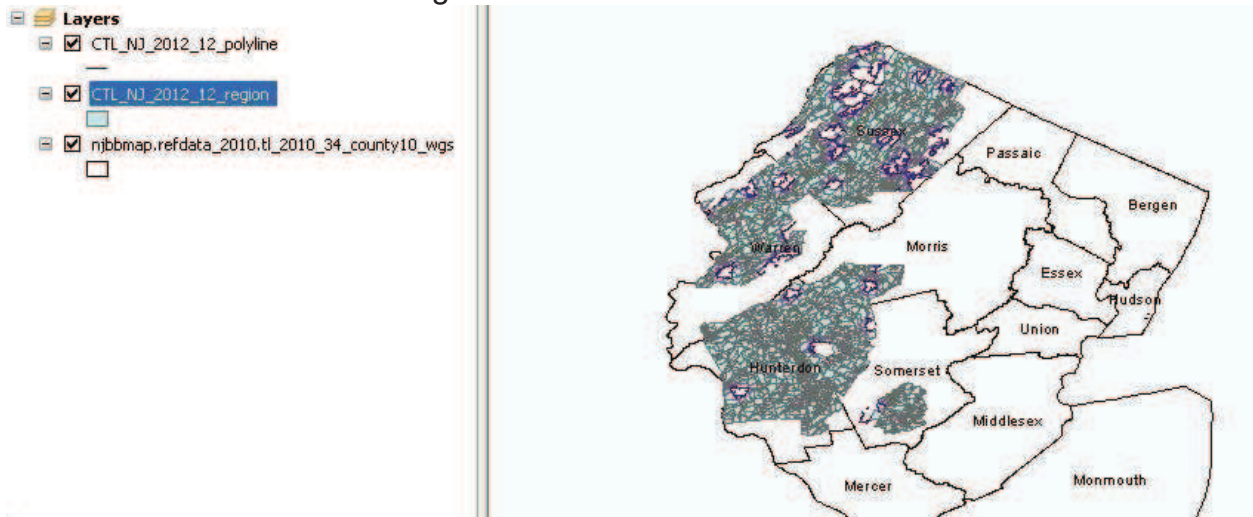 Layers
CTL_NJ_2012_12_polyline
CTL_NJ_2012_12_region
njbbmap.refdata_2010.tl_2010_34_county10_wgs
Sussex
Passaic
Bergen
Warren
Morris
Essex
Hudson
Union
Hunterdon
Somerset
Middlesex
Mercer
Monmouth